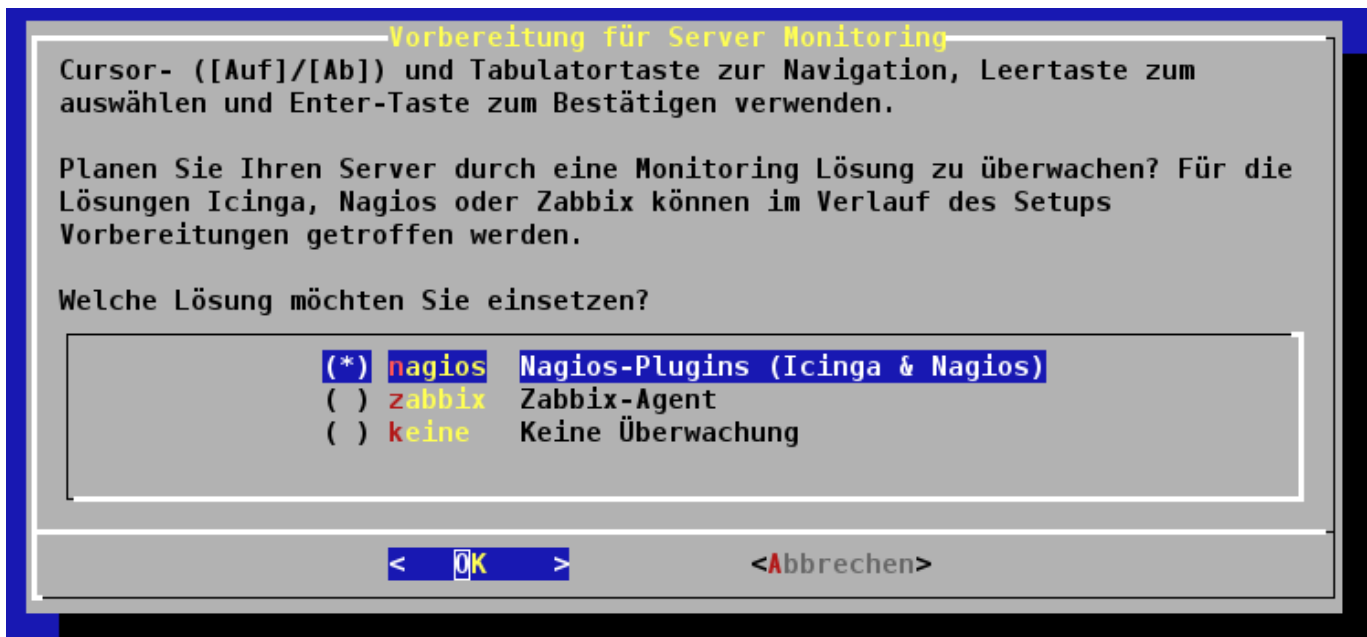 Vorbereitung für Server Monitoring
Cursor- ([Auf]/[Ab]) und Tabulatortaste zur Navigation, Leertaste zum
auswählen und Enter-Taste zum Bestätigen verwenden.
Planen Sie Ihren Server durch eine Monitoring Lösung zu überwachen? Für die
Lösungen Icinga, Nagios oder Zabbix können im Verlauf des Setups
Vorbereitungen getroffen werden.
Welche Lösung möchten Sie einsetzen?
(*) nagios Nagios-Plugins (Icinga & Nagios)
( ) zabbix Zabbix-Agent
( ) keine Keine Überwachung
< OK > <Abbrechen>